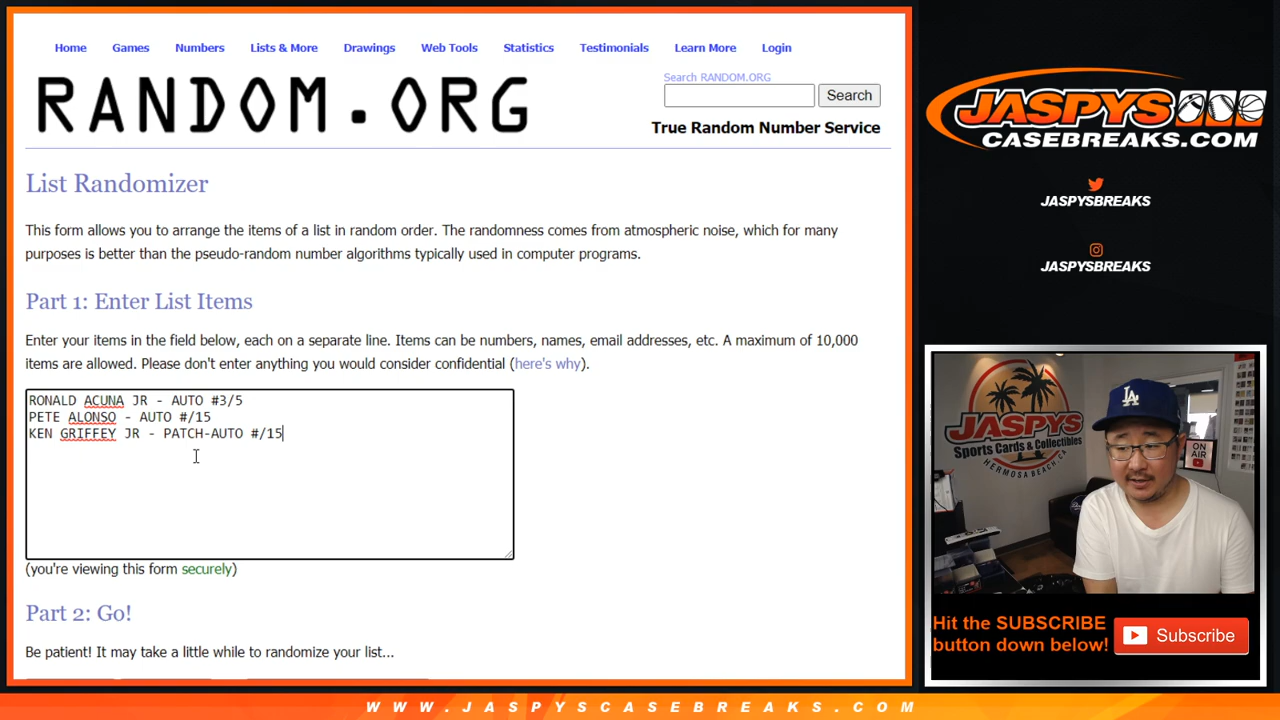 Home Games Numbers Lists & More Drawings Web Tools Statistics Testimonials Learn More Login
RANDOM.ORG
Search RANDOM.ORG
Search
True Random Number Service
List Randomizer
This form allows you to arrange the items of a list in random order. The randomness comes from atmospheric noise, which for many
purposes is better than the pseudo-random number algorithms typically used in computer programs.
Part 1: Enter List Items
Enter your items in the field below, each on a separate line. Items can be numbers, names, email addresses, etc. A maximum of 10,000
items are allowed. Please don't enter anything you would consider confidential (here's why).
RONALD ACUNA JR - AUTO #3/5
PETE ALONSO - AUTO #/15
KEN GRIFFEY JR - PATCH-AUTO #/15
(you're viewing this form securely)
Part 2: Go!
Be patient! It may take a little while to randomize your list...
JASPYS
CASEBREAKS.COM
JASPYSBREAKS
JASPYSBREAKS
JASPY'S
Sports Cards & Collectibles
HERMOSA BEACH, CA
LA
ON AIR
Hit the SUBSCRIBE
button down below!
Subscribe
WWW.JASPYSCASEBREAKS.COM